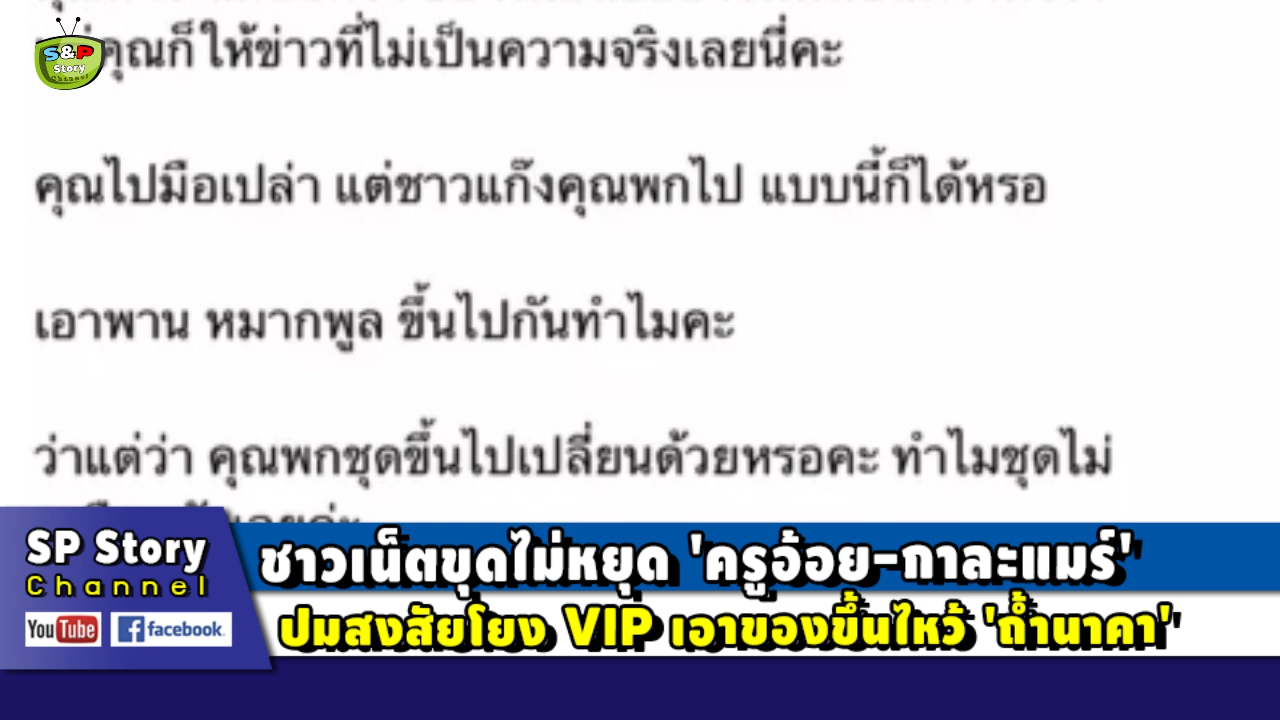 คุณก็ให้ข่าวที่ไม่เป็นความจริงเลยนี่คะ
คุณไปมือเปล่า แต่ชาวแก๊งคุณพกไป แบบนี้ก็ได้หรอ
เอาพาน หมากพูล ขึ้นไปกันทำไมคะ
ว่าแต่ว่า คุณพกชุดขึ้นไปเปลี่ยนด้วยหรอคะ ทำไมชุดไม่
S&P
Story
Channel
SP Story
Channel
YouTube facebook
ชาวเน็ตขุดไม่หยุด 'ครูอ้อย-กาละแมร์'
ปมสงสัยโยง VIP เอาของขึ้นไหว้ 'ถ้ำนาคา'